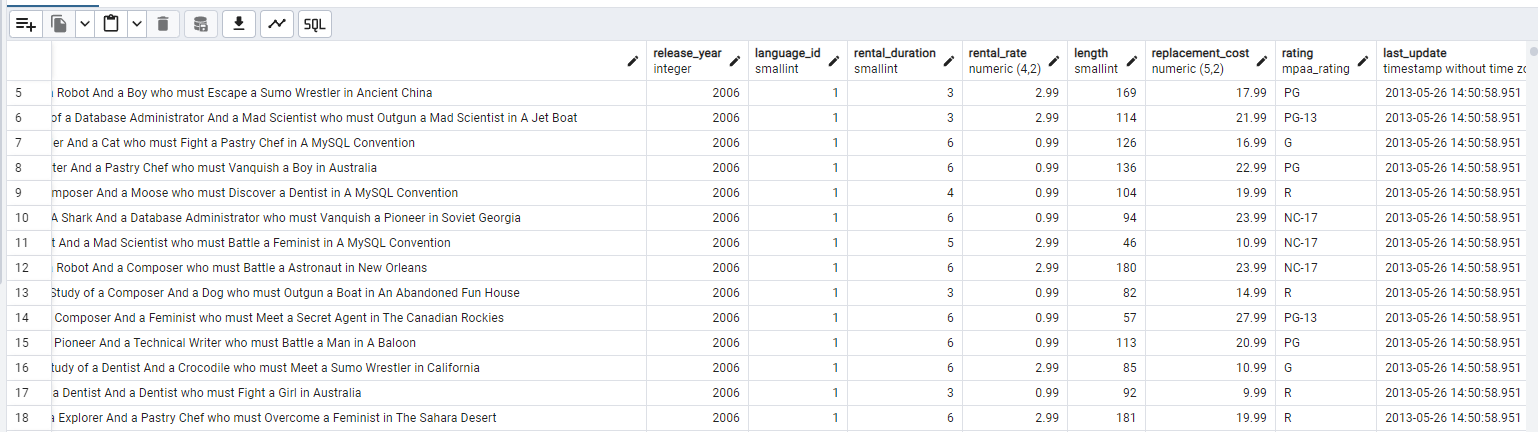 SQL
release_year language_id rental_duration rental_rate length replacement_cost rating last_update
integer smallint smallint numeric (4,2) smallint numeric (5,2) mpaa_rating timestamp without time
5 Robot And a Boy who must Escape a Sumo Wrestler in Ancient China 2006 1 3 2.99 169 17.99 PG 2013-05-26 14:50:58.951
6 of a Database Administrator And a Mad Scientist who must Outgun a Mad Scientist in A Jet Boat 2006 1 3 2.99 114 21.99 PG-13 2013-05-26 14:50:58.951
7 er And a Cat who must Fight a Pastry Chef in A MySQL Convention 2006 1 6 0.99 126 16.99 G 2013-05-26 14:50:58.951
8 ter And a Pastry Chef who must Vanquish a Boy in Australia 2006 1 6 0.99 136 22.99 PG 2013-05-26 14:50:58.951
9 mposer And a Moose who must Discover a Dentist in A MySQL Convention 2006 1 4 0.99 104 19.99 R 2013-05-26 14:50:58.951
10 A Shark And a Database Administrator who must Vanquish a Pioneer in Soviet Georgia 2006 1 6 0.99 94 23.99 NC-17 2013-05-26 14:50:58.951
11 t And a Mad Scientist who must Battle a Feminist in A MySQL Convention 2006 1 5 2.99 46 10.99 NC-17 2013-05-26 14:50:58.951
12 Robot And a Composer who must Battle a Astronaut in New Orleans 2006 1 6 2.99 180 23.99 NC-17 2013-05-26 14:50:58.951
13 Study of a Composer And a Dog who must Outgun a Boat in An Abandoned Fun House 2006 1 3 0.99 82 14.99 R 2013-05-26 14:50:58.951
14 Composer And a Feminist who must Meet a Secret Agent in The Canadian Rockies 2006 1 6 0.99 57 27.99 PG-13 2013-05-26 14:50:58.951
15 Pioneer And a Technical Writer who must Battle a Man in A Baloon 2006 1 6 0.99 113 20.99 PG 2013-05-26 14:50:58.951
16 tudy of a Dentist And a Crocodile who must Meet a Sumo Wrestler in California 2006 1 6 2.99 85 10.99 G 2013-05-26 14:50:58.951
17 a Dentist And a Dentist who must Fight a Girl in Australia 2006 1 3 0.99 92 9.99 R 2013-05-26 14:50:58.951
18 Explorer And a Pastry Chef who must Overcome a Feminist in The Sahara Desert 2006 1 6 2.99 181 19.99 R 2013-05-26 14:50:58.951